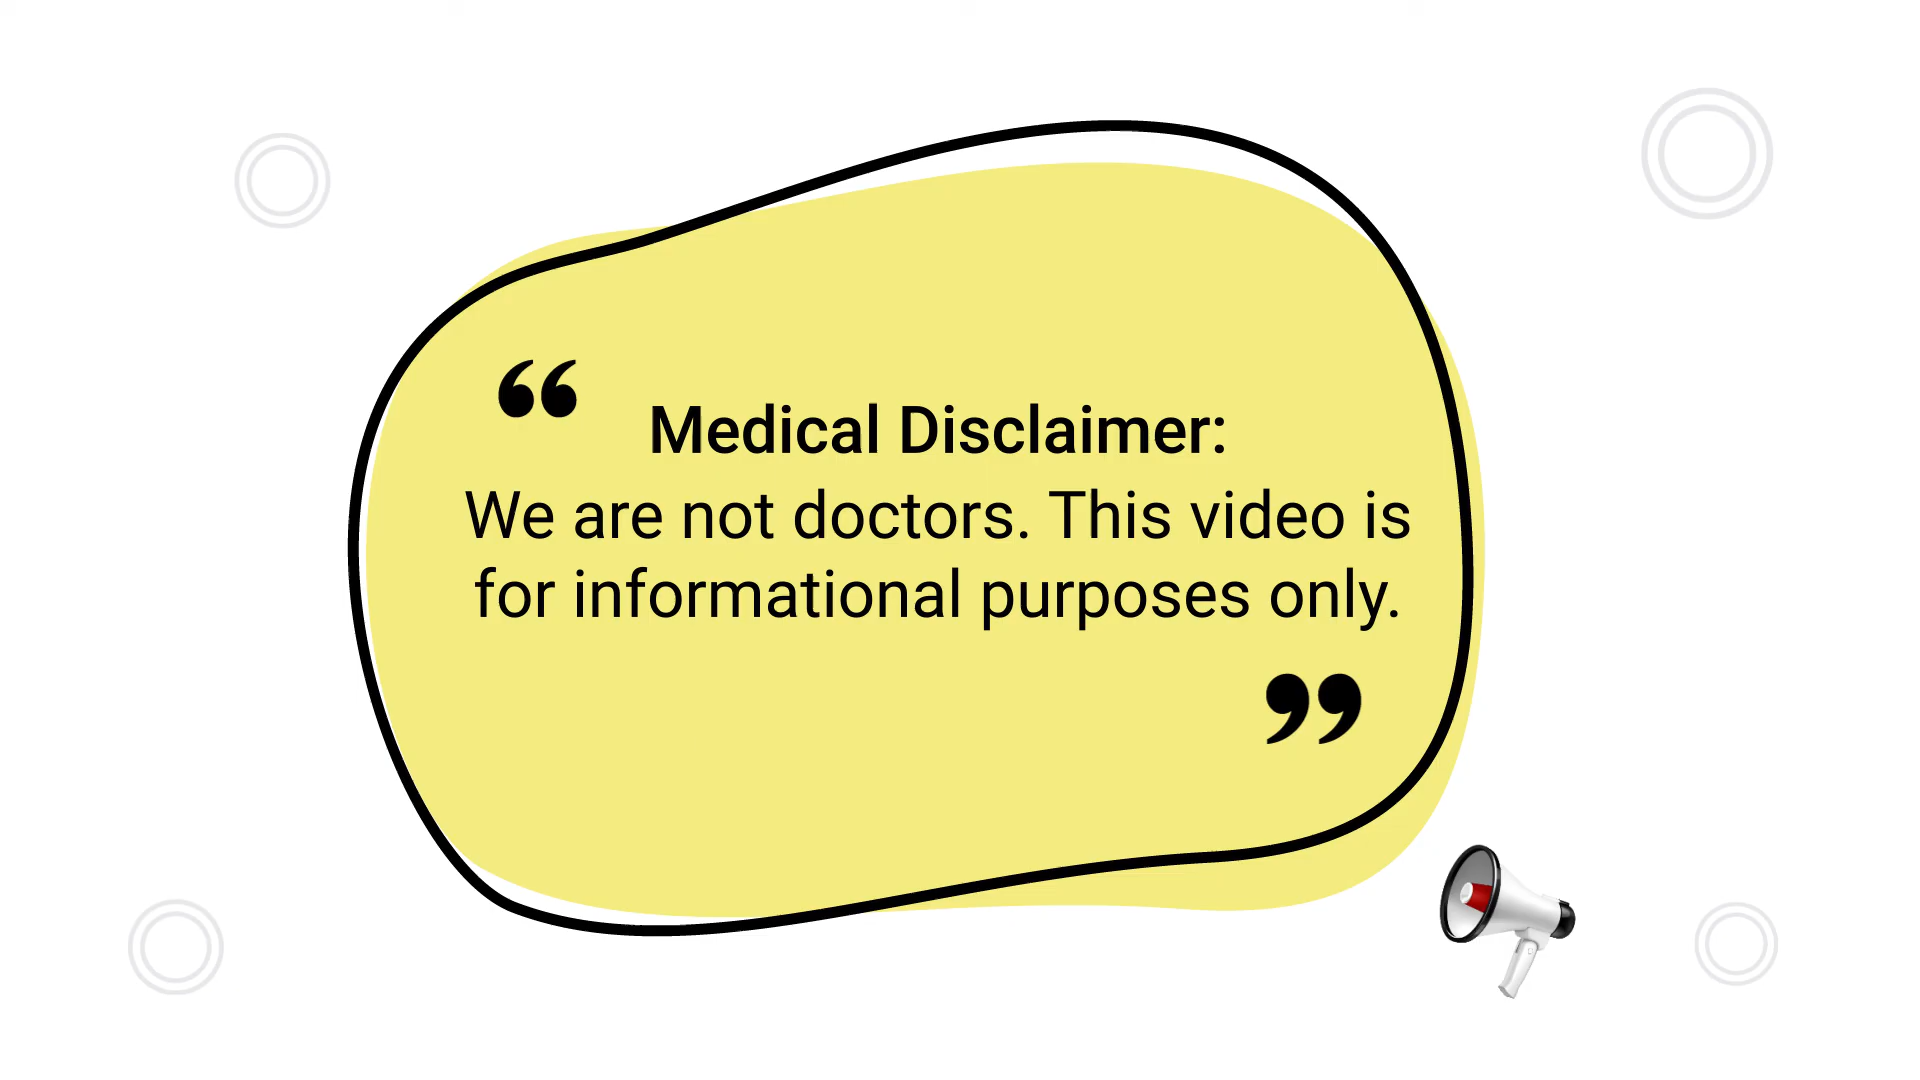 “
Medical Disclaimer:
We are not doctors. This video is
for informational purposes only.
”